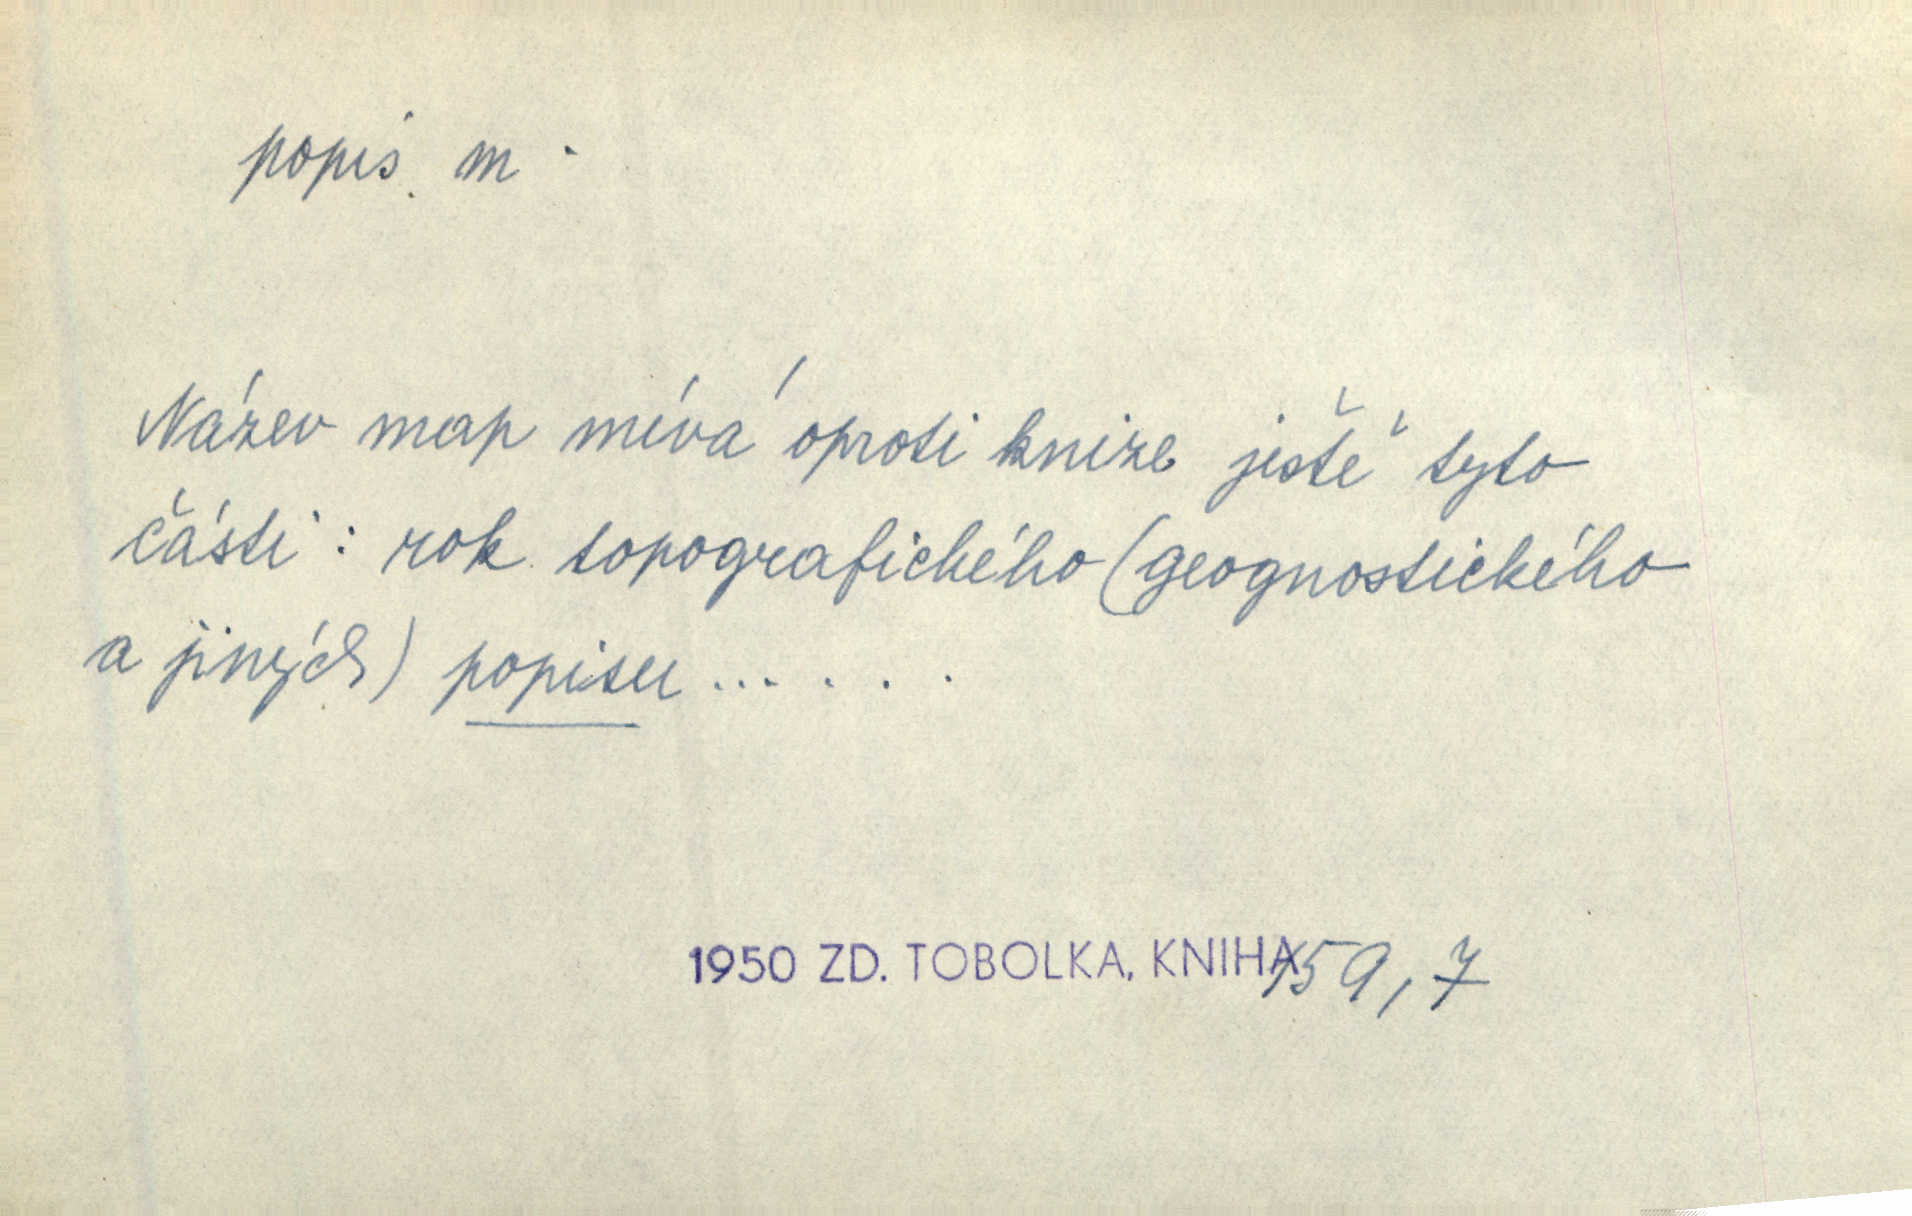 popis m.
Název map mívá oproti knize ještě tyto
části: rok topografického (geognostického
a jiných) popisu ... . . .
1950 ZD. TOBOLKA, KNIHA 159, 7